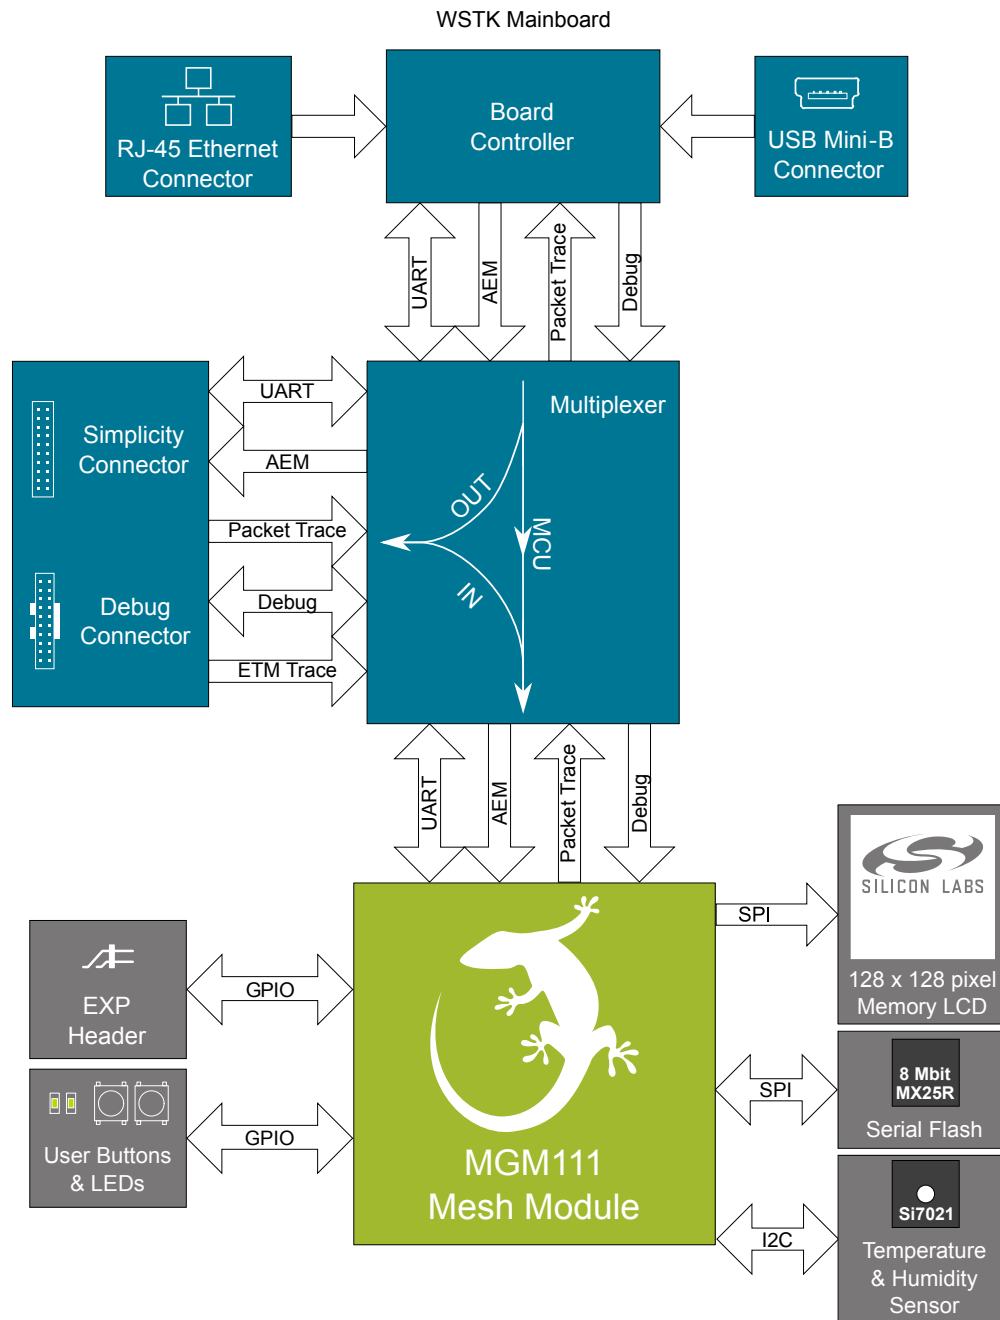 WSTK Mainboard
RJ-45 Ethernet
Connector
Board
Controller
USB Mini-B
Connector
UART
AEM
Packet Trace
Debug
Simplicity
Connector
Debug
Connector
UART
AEM
Packet Trace
Debug
ETM Trace
Multiplexer
OUT
MCU
IN
UART
AEM
Packet Trace
Debug
EXP
Header
GPIO
User Buttons
& LEDs
GPIO
MGM111
Mesh Module
SPI
SILICON LABS
128 x 128 pixel
Memory LCD
SPI
8 Mbit
MX25R
Serial Flash
I2C
Si7021
Temperature
& Humidity
Sensor